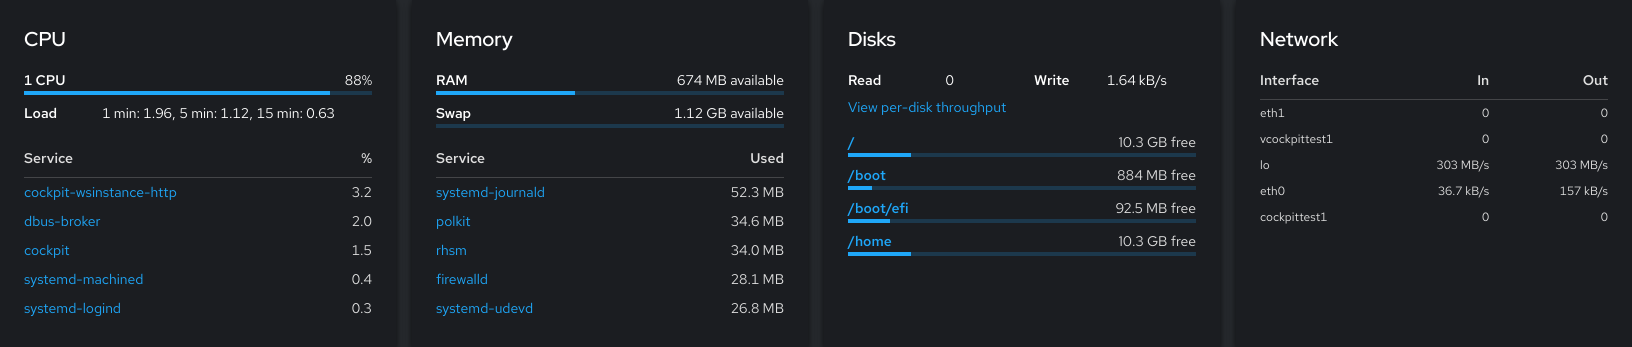 CPU
1 CPU 88%
Load 1 min: 1.96, 5 min: 1.12, 15 min: 0.63
Service %
cockpit-wsinstance-http 3.2
dbus-broker 2.0
cockpit 1.5
systemd-machined 0.4
systemd-logind 0.3
Memory
RAM 674 MB available
Swap 1.12 GB available
Service Used
systemd-journald 52.3 MB
polkit 34.6 MB
rhsm 34.0 MB
firewalld 28.1 MB
systemd-udevd 26.8 MB
Disks
Read 0 Write 1.64 kB/s
View per-disk throughput
/ 10.3 GB free
/boot 884 MB free
/boot/efi 92.5 MB free
/home 10.3 GB free
Network
Interface In Out
eth1 0 0
vcockpittest1 0 0
lo 303 MB/s 303 MB/s
eth0 36.7 kB/s 157 kB/s
cockpittest1 0 0